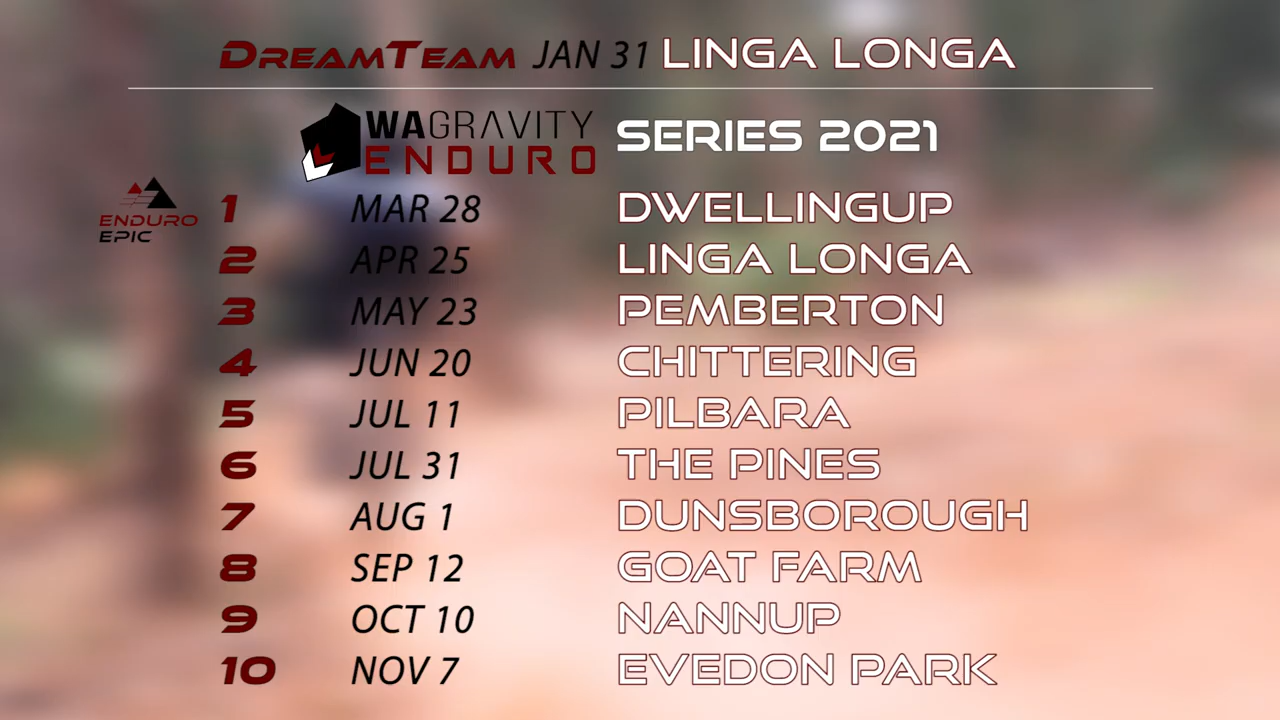 DREAMTEAM JAN 31 LINGA LONGA
WAGRAVITY ENDURO SERIES 2021
ENDURO EPIC
1 MAR 28 DWELLINGUP
2 APR 25 LINGA LONGA
3 MAY 23 PEMBERTON
4 JUN 20 CHITTERING
5 JUL 11 PILBARA
6 JUL 31 THE PINES
7 AUG 1 DUNSBOROUGH
8 SEP 12 GOAT FARM
9 OCT 10 NANNUP
10 NOV 7 EVEDON PARK